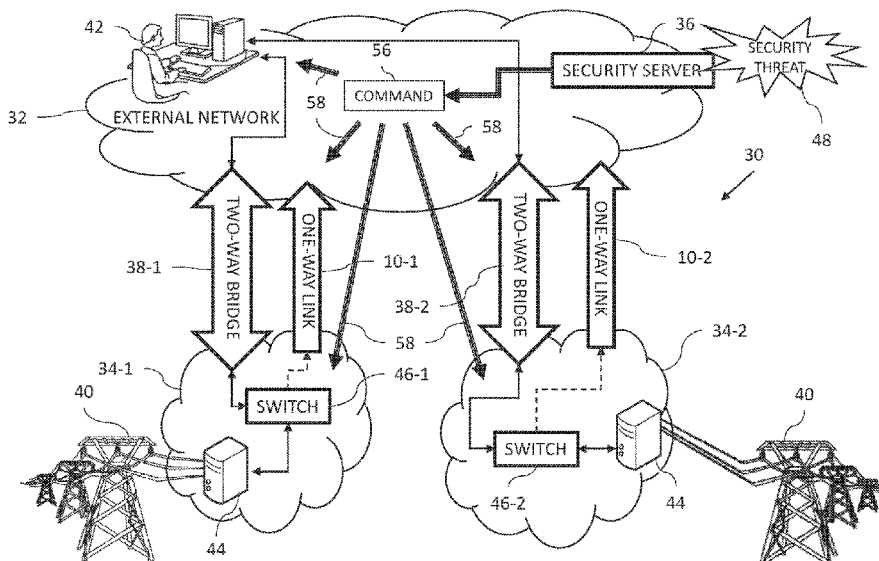 42
56
36
SECURITY SERVER
SECURITY
THREAT
COMMAND
58
EXTERNAL NETWORK
32
58
58
48
30
TWO-WAY BRIDGE
ONE-WAY LINK
TWO-WAY BRIDGE
ONE-WAY LINK
38-1
10-1
38-2
10-2
58
34-1
34-2
40
46-1
40
SWITCH
SWITCH
44
46-2
44